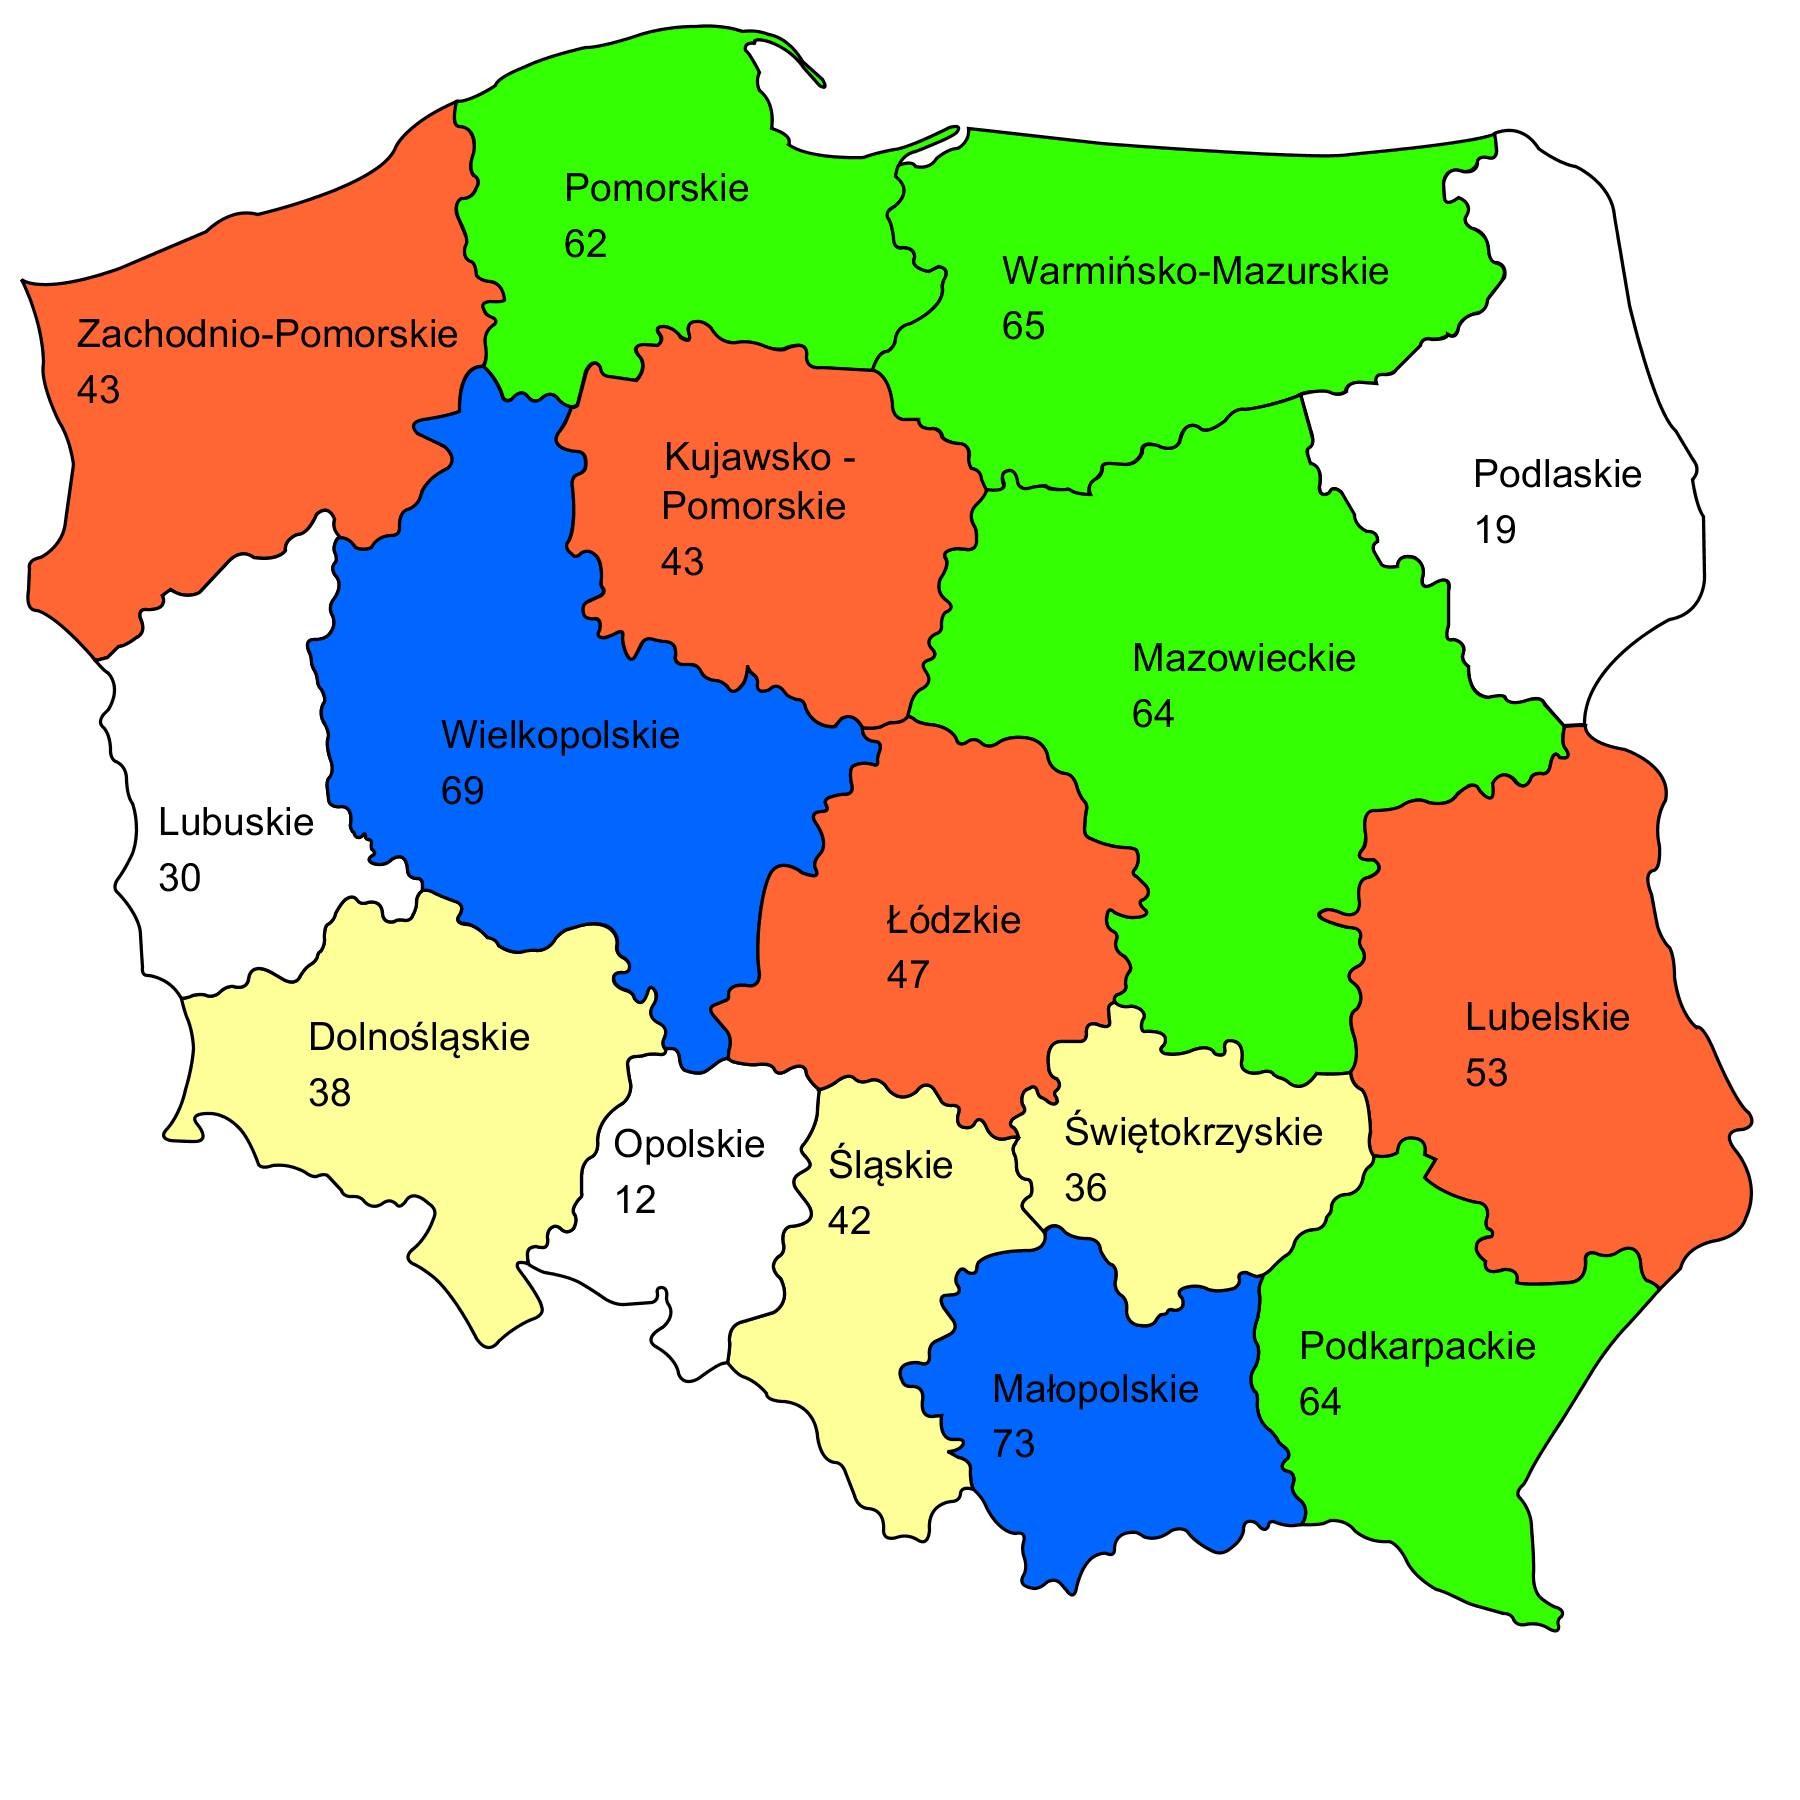 Pomorskie
62
Warmińsko-Mazurskie
65
Zachodnio-Pomorskie
43
Kujawsko -
Pomorskie
43
Podlaskie
19
Mazowieckie
64
Wielkopolskie
69
Lubuskie
30
Łódzkie
47
Lubelskie
53
Dolnośląskie
38
Opolskie
12
Śląskie
42
Świętokrzyskie
36
Małopolskie
73
Podkarpackie
64